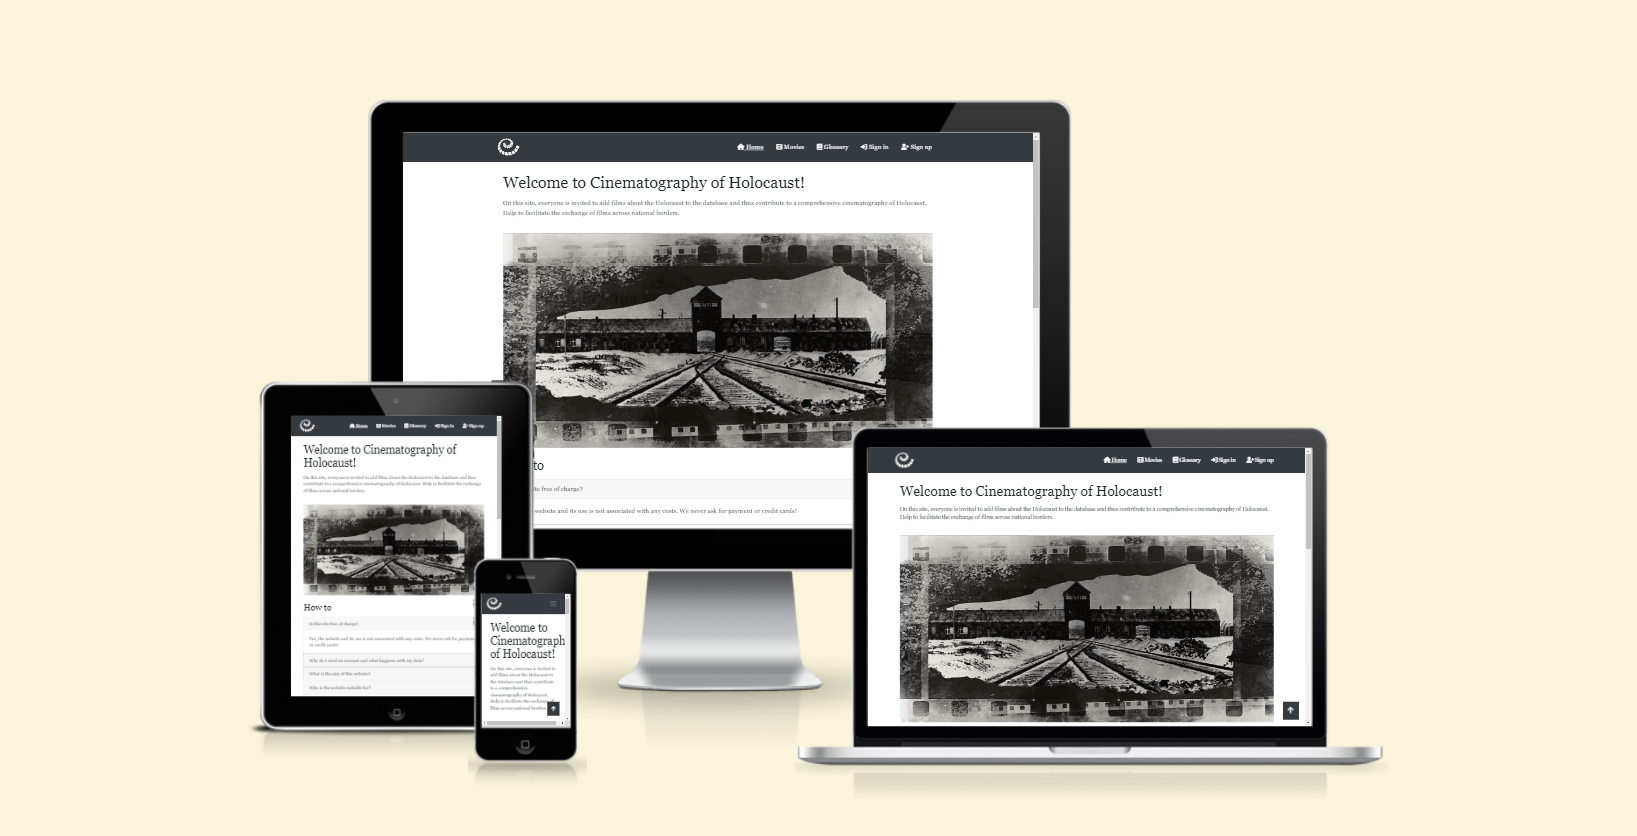 Home Movies Glossary Sign in Sign up
Welcome to Cinematography of Holocaust!
On this site, everyone is invited to add films about the Holocaust to the database and thus contribute to a comprehensive cinematography of Holocaust.
Help to facilitate the exchange of films across national borders.
to
free of charge?
website and its use is not associated with any costs. We never ask for payment or credit cards!
Home Movies Glossary Sign in Sign up
Welcome to Cinematography of
Holocaust!
On this site, everyone is invited to add films about the Holocaust to the database and thus
contribute to a comprehensive cinematography of Holocaust. Help to facilitate the exchange
of films across national borders.
How to
Is this site free of charge?
Yes, the website and its use is not associated with any costs. We never ask for payment
or credit cards!
Why do I need an account and what happens with my data?
What is the aim of this website?
Who is the website suitable for?
Welcome to
Cinematograph
of Holocaust!
On this site, everyone is invited to
add films about the Holocaust to
the database and thus contribute
to a comprehensive
cinematography of Holocaust.
Help to facilitate the exchange
of films across national borders.
Home Movies Glossary Sign in Sign up
Welcome to Cinematography of Holocaust!
On this site, everyone is invited to add films about the Holocaust to the database and thus contribute to a comprehensive cinematography of Holocaust.
Help to facilitate the exchange of films across national borders.